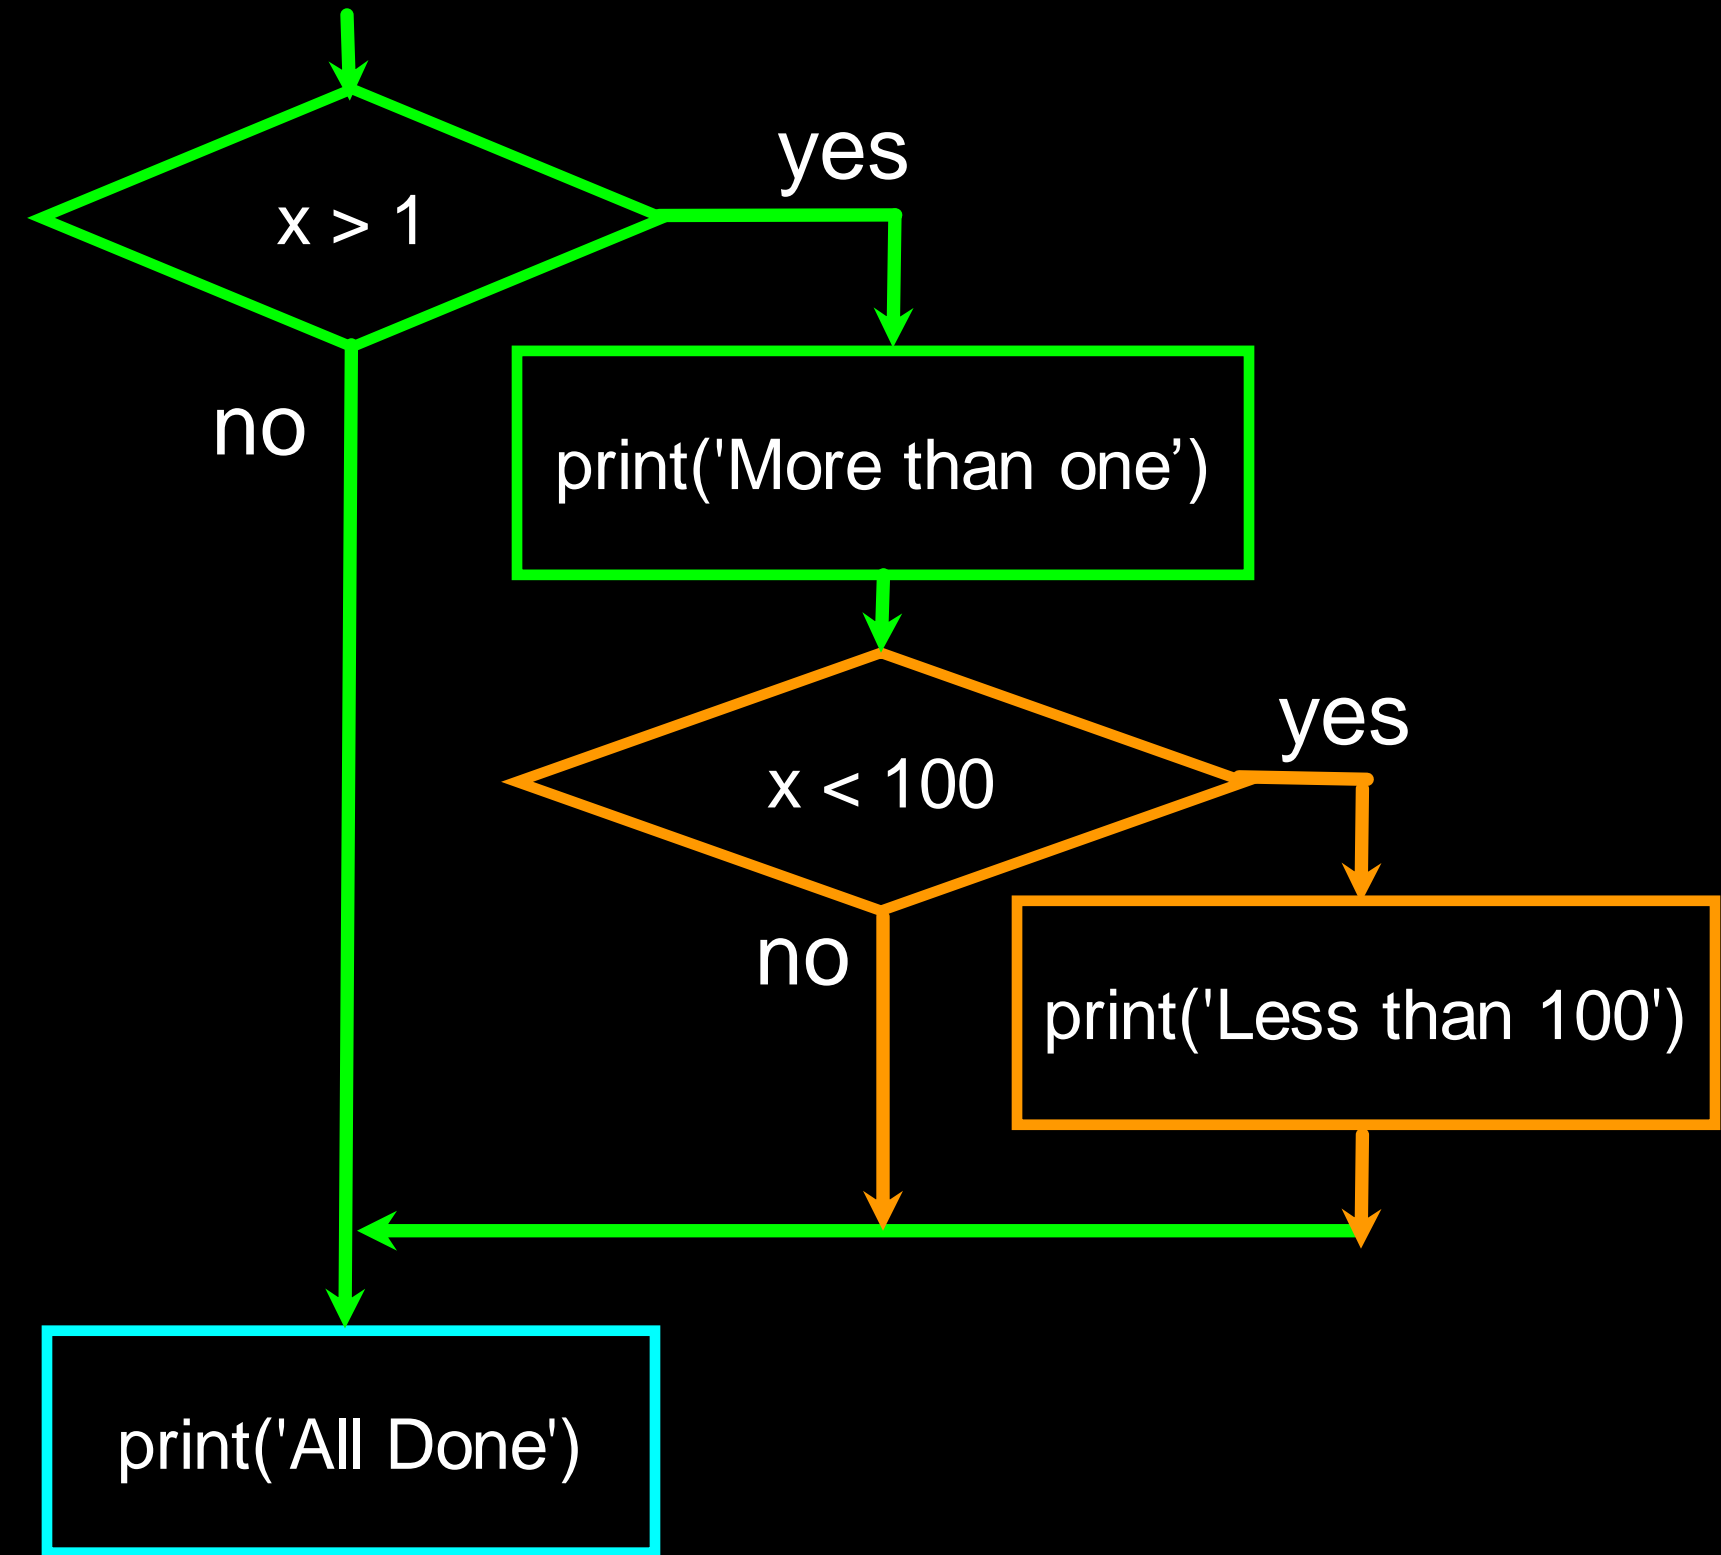 yes
x > 1
no
print('More than one’)
yes
x < 100
no
print('Less than 100')
print('All Done')